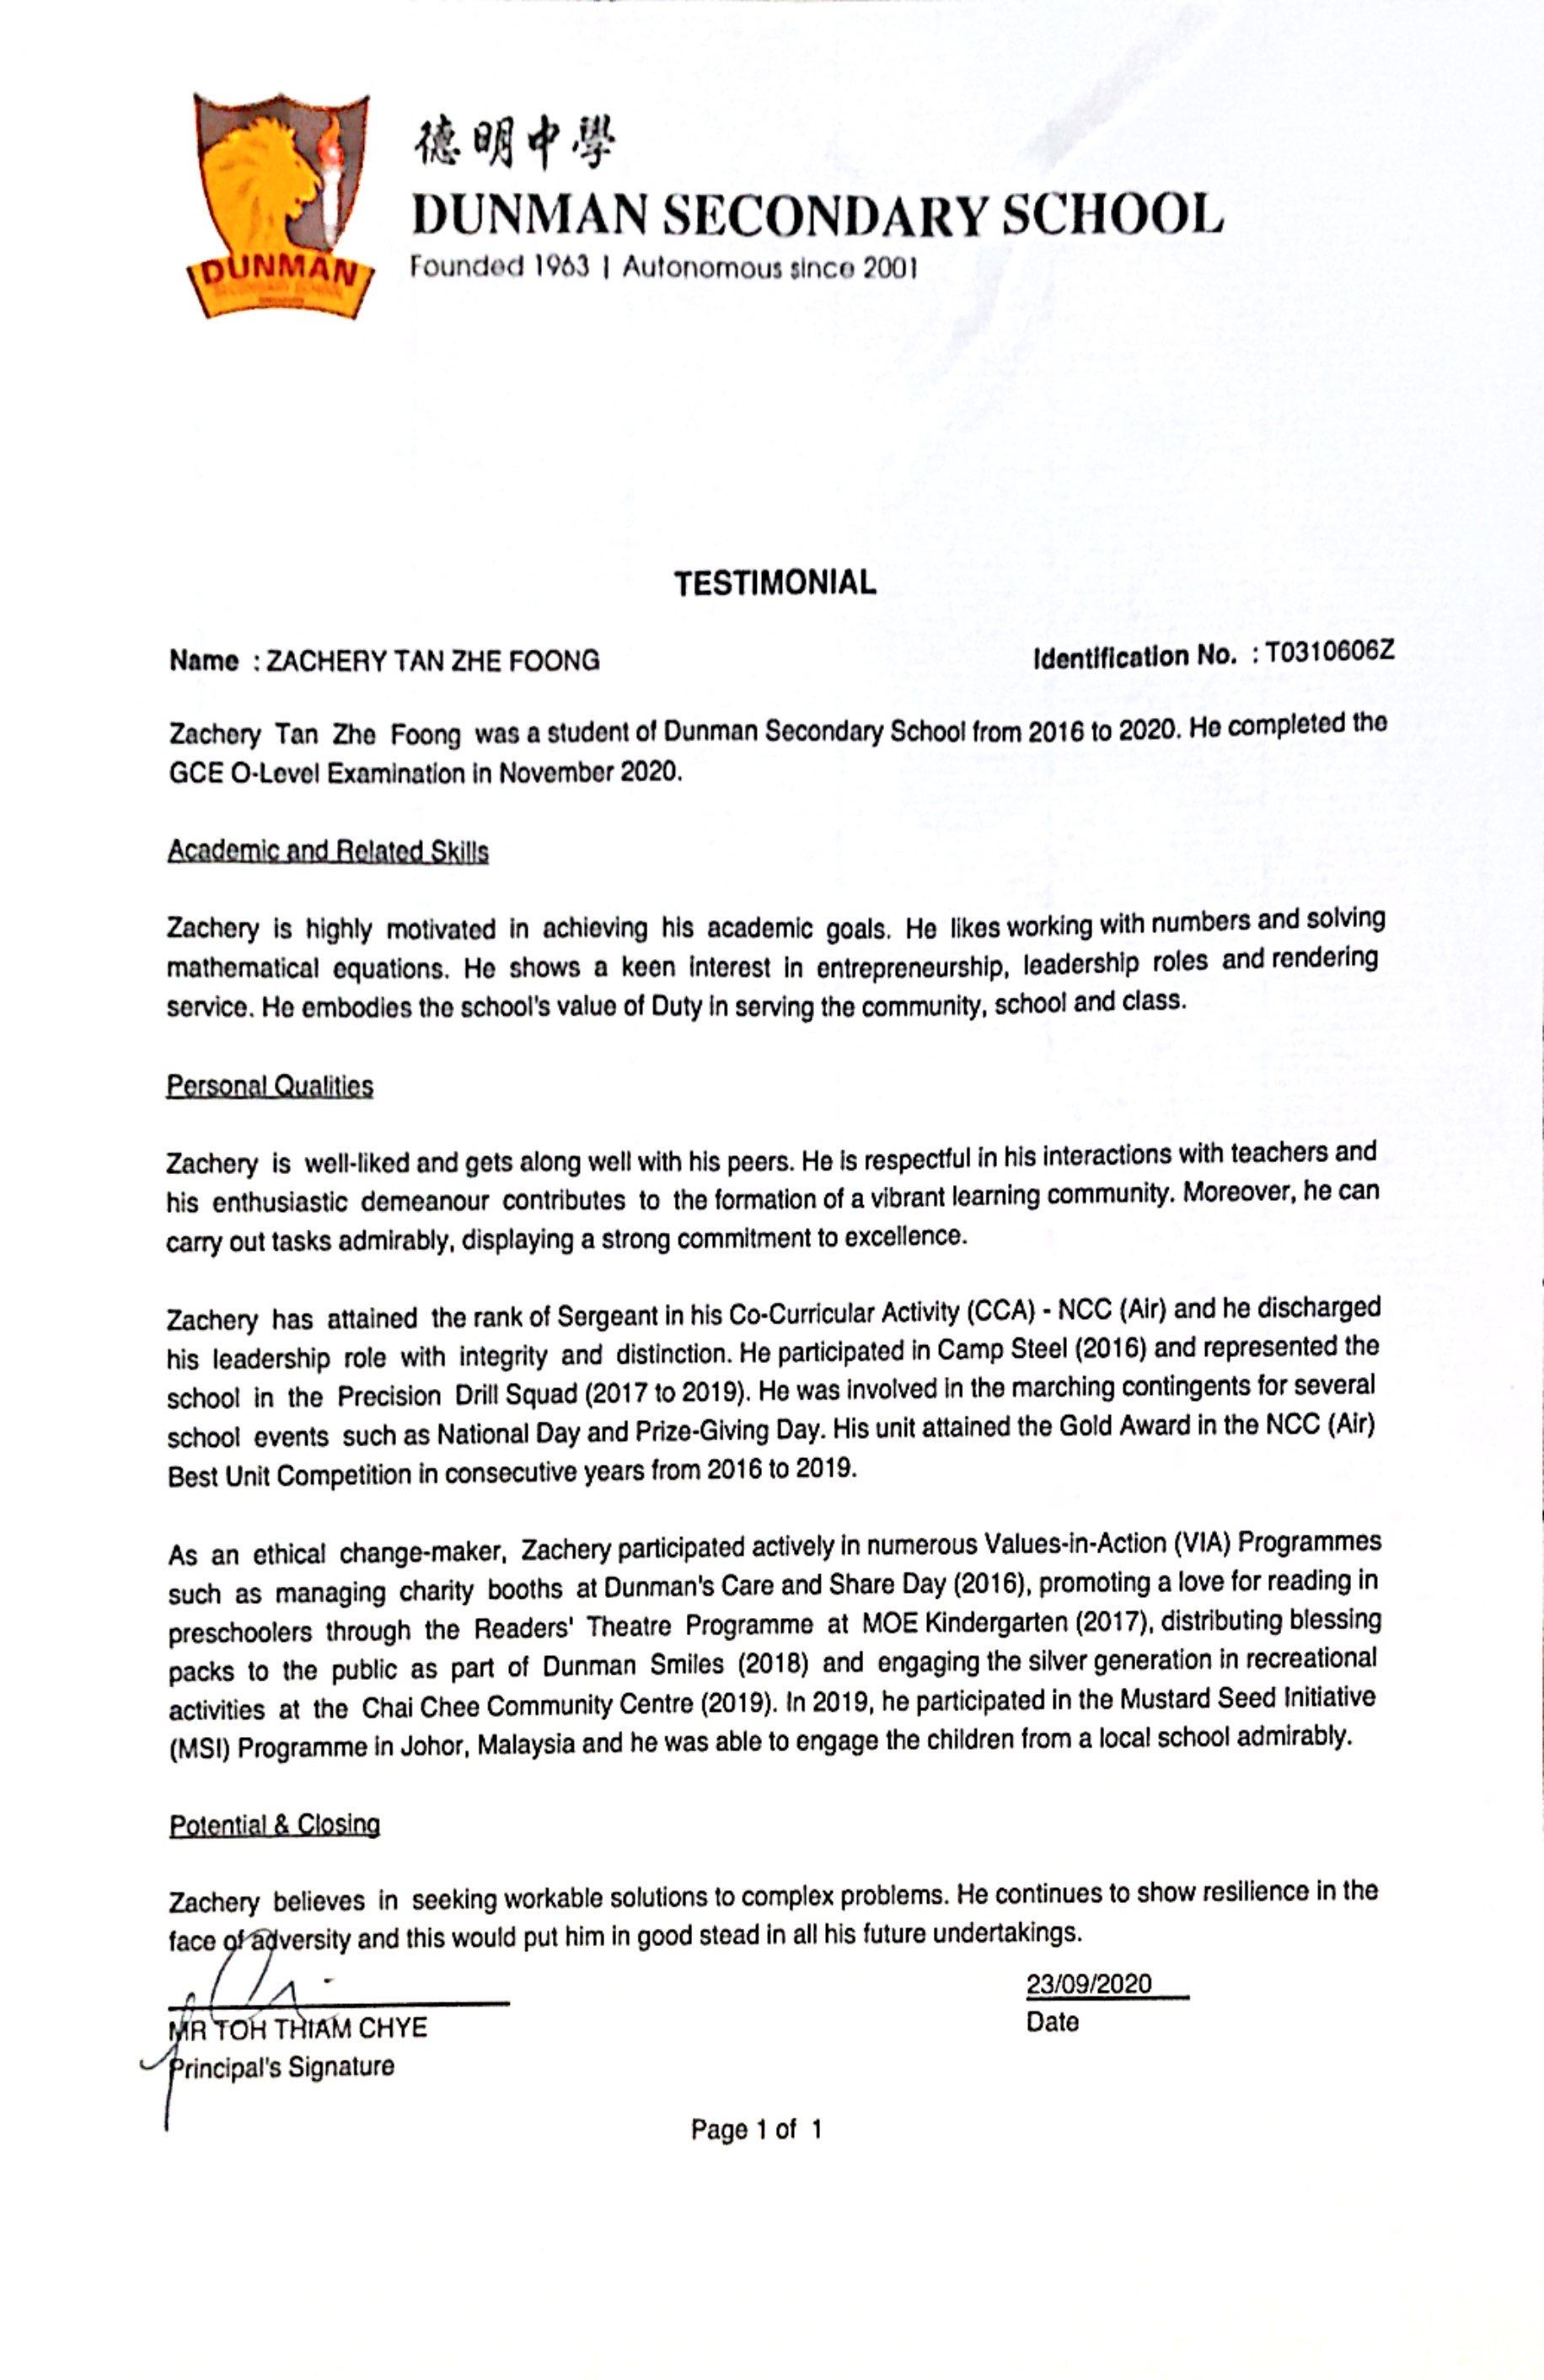 德明中學
DUNMAN SECONDARY SCHOOL
Founded 1963 | Autonomous since 2001
DUNMAN
TESTIMONIAL
Name : ZACHERY TAN ZHE FOONG Identification No. : T0310606Z
Zachery Tan Zhe Foong was a student of Dunman Secondary School from 2016 to 2020. He completed the
GCE O-Level Examination in November 2020.
Academic and Related Skills
Zachery is highly motivated in achieving his academic goals. He likes working with numbers and solving
mathematical equations. He shows a keen interest in entrepreneurship, leadership roles and rendering
service. He embodies the school's value of Duty in serving the community, school and class.
Personal Qualities
Zachery is well-liked and gets along well with his peers. He is respectful in his interactions with teachers and
his enthusiastic demeanour contributes to the formation of a vibrant learning community. Moreover, he can
carry out tasks admirably, displaying a strong commitment to excellence.
Zachery has attained the rank of Sergeant in his Co-Curricular Activity (CCA) - NCC (Air) and he discharged
his leadership role with integrity and distinction. He participated in Camp Steel (2016) and represented the
school in the Precision Drill Squad (2017 to 2019). He was involved in the marching contingents for several
school events such as National Day and Prize-Giving Day. His unit attained the Gold Award in the NCC (Air)
Best Unit Competition in consecutive years from 2016 to 2019.
As an ethical change-maker, Zachery participated actively in numerous Values-in-Action (VIA) Programmes
such as managing charity booths at Dunman's Care and Share Day (2016), promoting a love for reading in
preschoolers through the Readers' Theatre Programme at MOE Kindergarten (2017), distributing blessing
packs to the public as part of Dunman Smiles (2018) and engaging the silver generation in recreational
activities at the Chai Chee Community Centre (2019). In 2019, he participated in the Mustard Seed Initiative
(MSI) Programme in Johor, Malaysia and he was able to engage the children from a local school admirably.
Potential & Closing
Zachery believes in seeking workable solutions to complex problems. He continues to show resilience in the
face of adversity and this would put him in good stead in all his future undertakings.
23/09/2020
MR TOH THIAM CHYE Date
Principal's Signature
Page 1 of 1